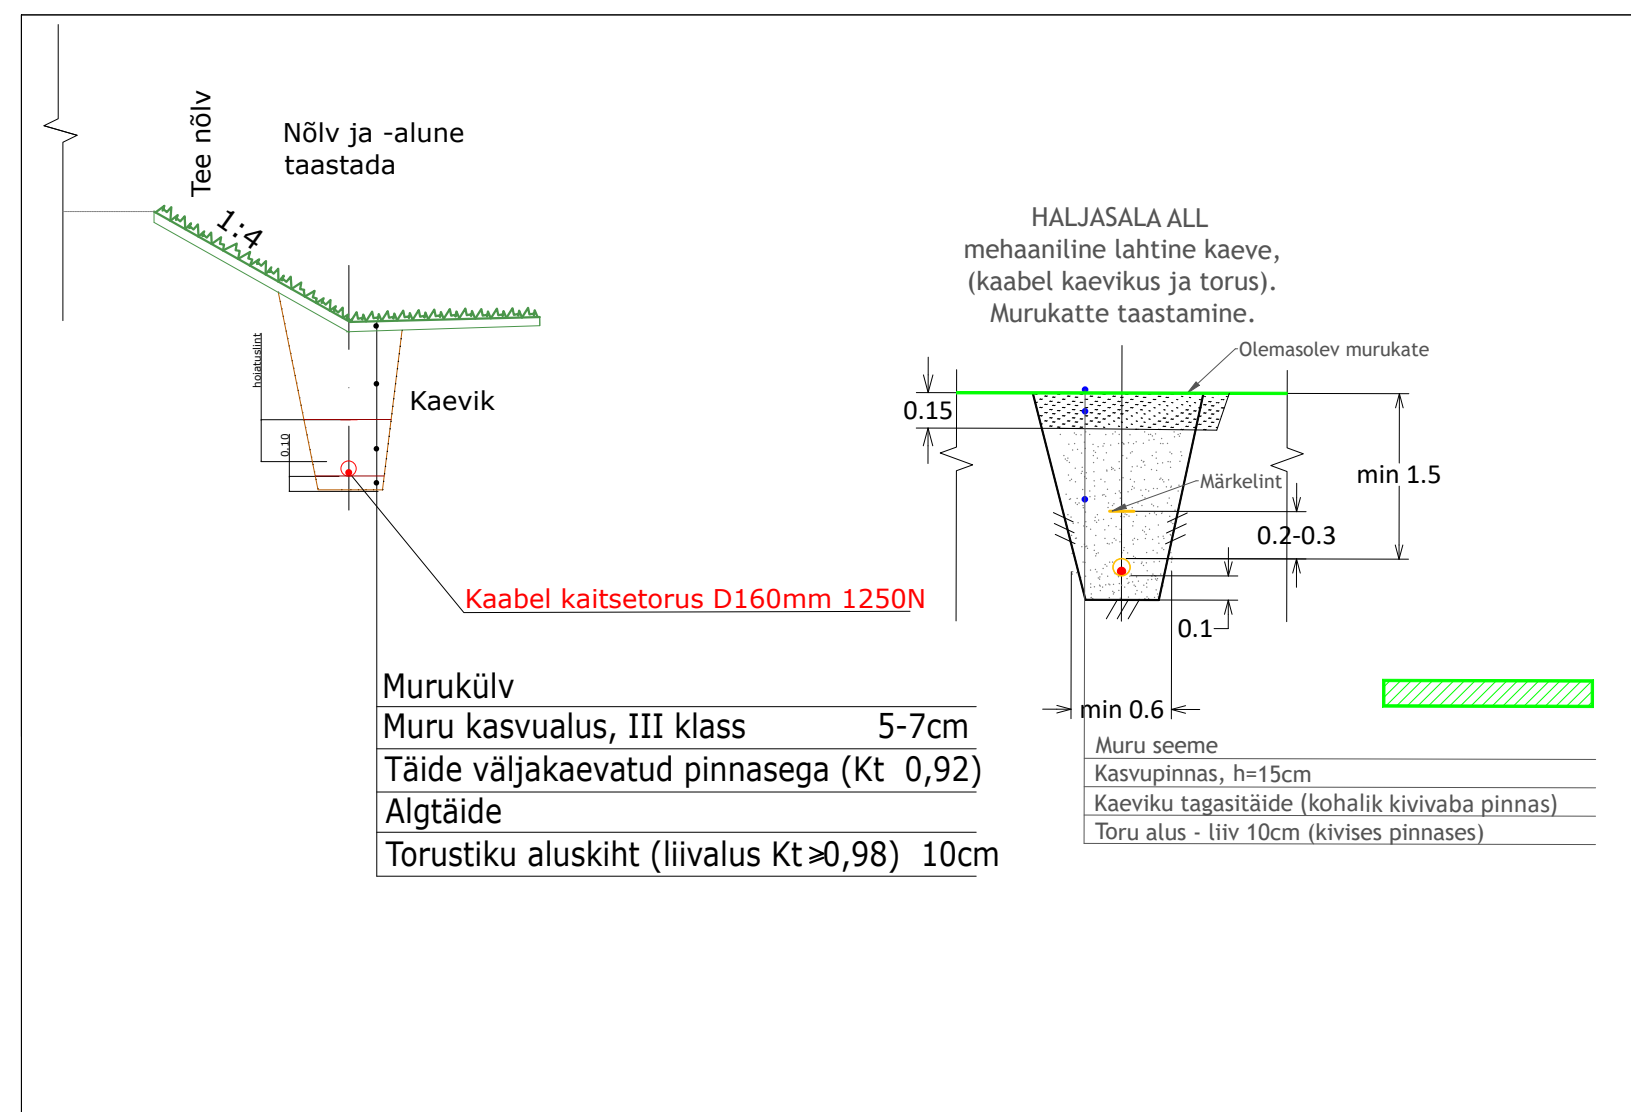 Tee nõlv
Nõlv ja -alune
taastada
1:4
hoiatuslint
0.10
Kaevik
Kaabel kaitsetorus D160mm 1250N
Murukülv
Muru kasvualus, III klass 5-7cm
Täide väljakaevatud pinnasega (Kt 0,92)
Algtäide
Torustiku aluskiht (liivalus Kt≥0,98) 10cm
HALJASALA ALL
mehaaniline lahtine kaeve,
(kaabel kaevikus ja torus).
Murukatte taastamine.
Olemasolev murukate
0.15
min 1.5
Märkelint
0.2-0.3
0.1
min 0.6
Muru seeme
Kasvupinnas, h=15cm
Kaeviku tagasitäide (kohalik kivivaba pinnas)
Toru alus - liiv 10cm (kivises pinnases)